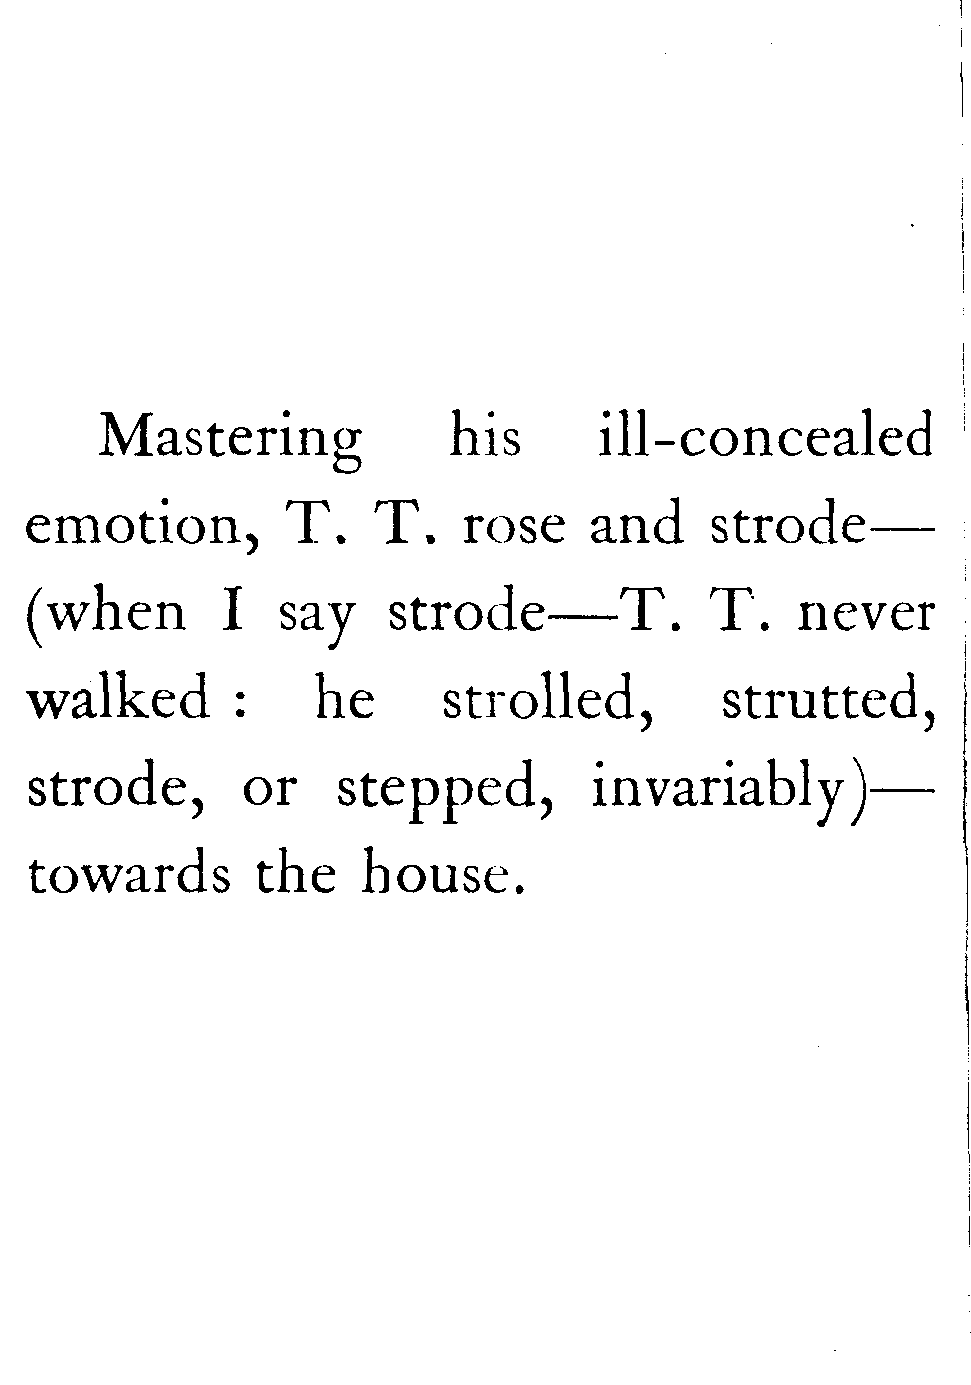 Mastering his ill-concealed
emotion, T. T. rose and strode—
(when I say strode—T. T. never
walked : he strolled, strutted,
strode, or stepped, invariably)—
towards the house.